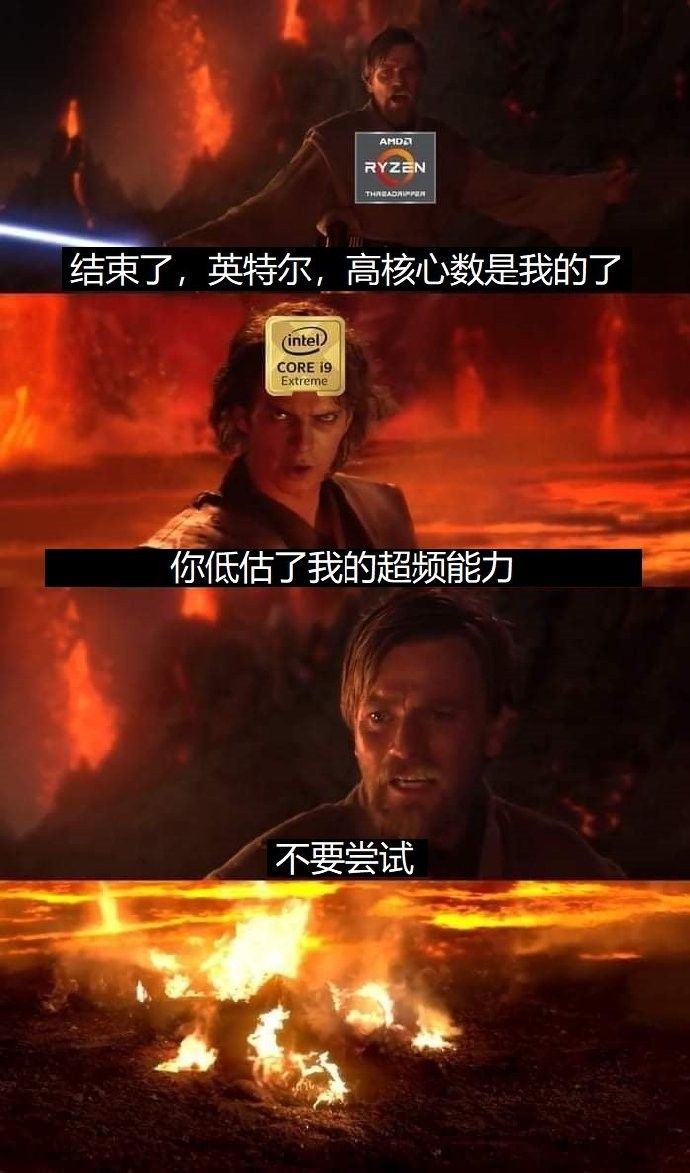 AMD
RYZEN
THREADRIPPER
结束了，英特尔，高核心数是我的了
intel
CORE i9
Extreme
你低估了我的超频能力
不要尝试